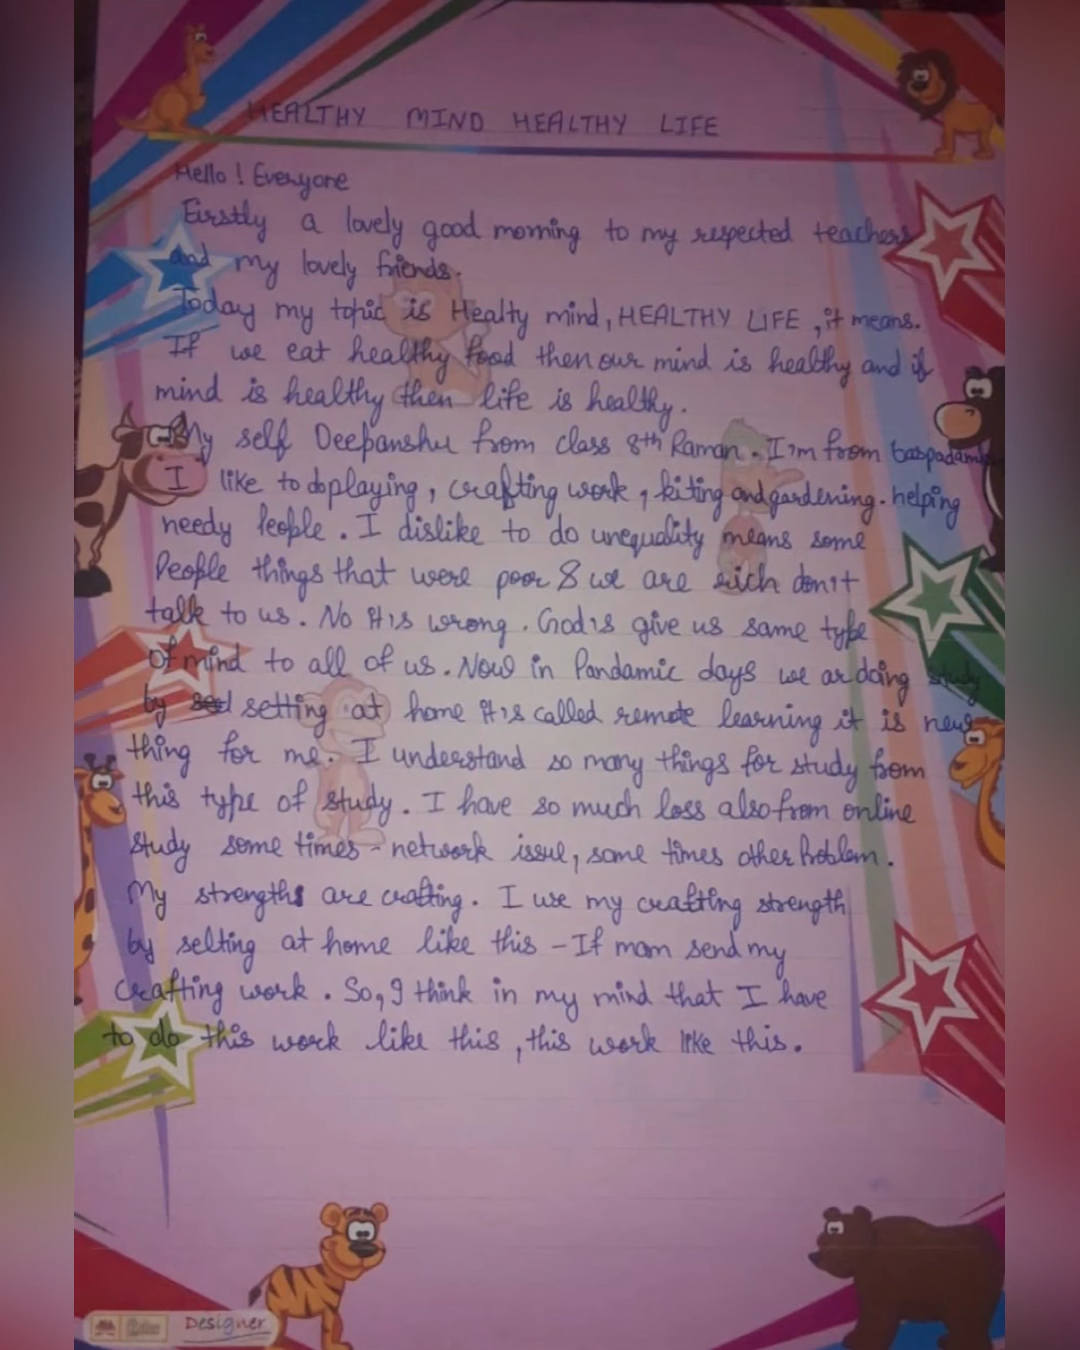 HEALTHY MIND HEALTHY LIFE
Hello ! Everyone
Firstly a lovely good morning to my respected teachers
and my lovely friends.
Today my topic is Healty mind, HEALTHY LIFE , it means.
If we eat healthy food then our mind is healthy and if
mind is healthy then life is healthy.
My self Deepanshu from class 8th Raman . I'm from
I like to do playing , crafting work , kiting and gardening . helping
needy People . I dislike to do unequality means some
People things that were poor & we are rich don't
talk to us . No it is wrong . God is give us same type
of mind to all of us . Now in Pandamic days we ar doing study
by setting at home it is called remote learning it is new
thing for me . I understand so many things for study from
this type of study . I have so much loss also from online
study some times - network issue , some times other Problem .
My strengths are crafting . I use my crafting strength
by selting at home like this - If mam send my
crafting work . So, I think in my mind that I have
to do this work like this , this work like this .
Designer